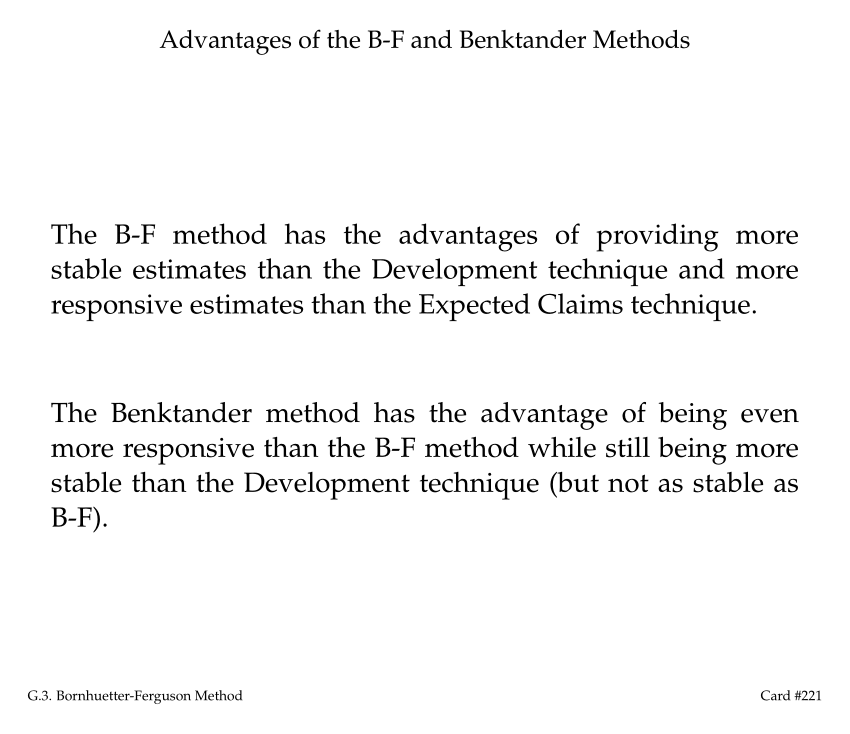 Advantages of the B-F and Benktander Methods
The B-F method has the advantages of providing more
stable estimates than the Development technique and more
responsive estimates than the Expected Claims technique.
The Benktander method has the advantage of being even
more responsive than the B-F method while still being more
stable than the Development technique (but not as stable as
B-F).
G.3. Bornhuetter-Ferguson Method
Card #221